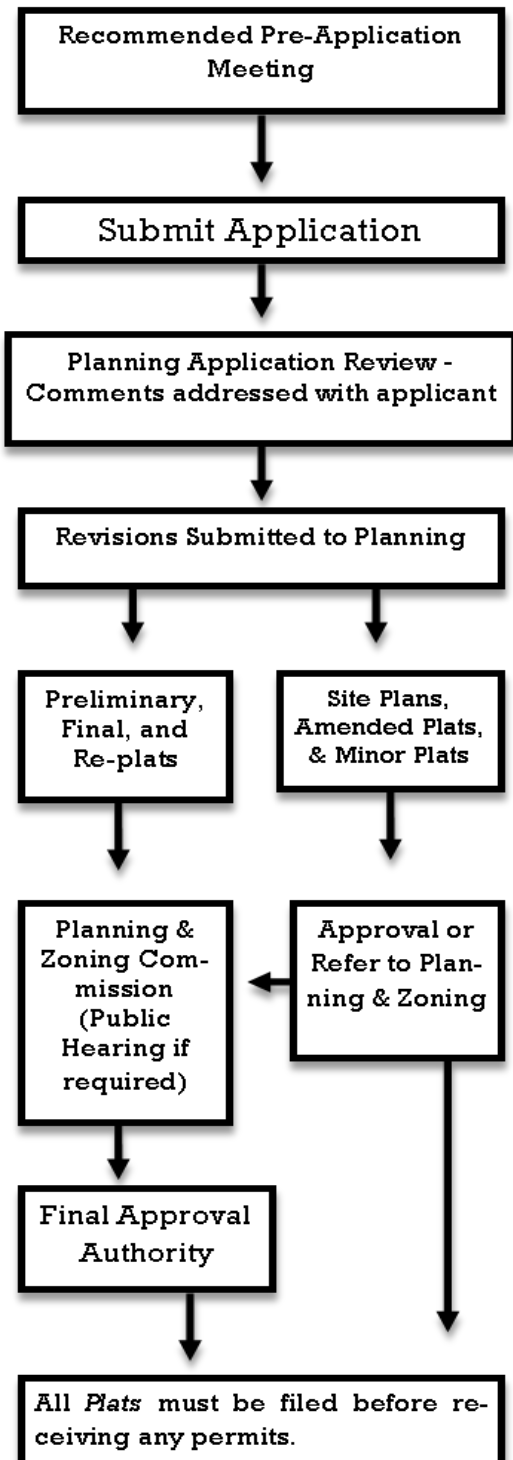 Recommended Pre-Application
Meeting
Submit Application
Planning Application Review -
Comments addressed with applicant
Revisions Submitted to Planning
Preliminary,
Final, and
Re-plats
Site Plans,
Amended Plats,
& Minor Plats
Planning &
Zoning Com-
mission
(Public
Hearing if
required)
Approval or
Refer to Plan-
ning & Zoning
Final Approval
Authority
All Plats must be filed before re-
ceiving any permits.